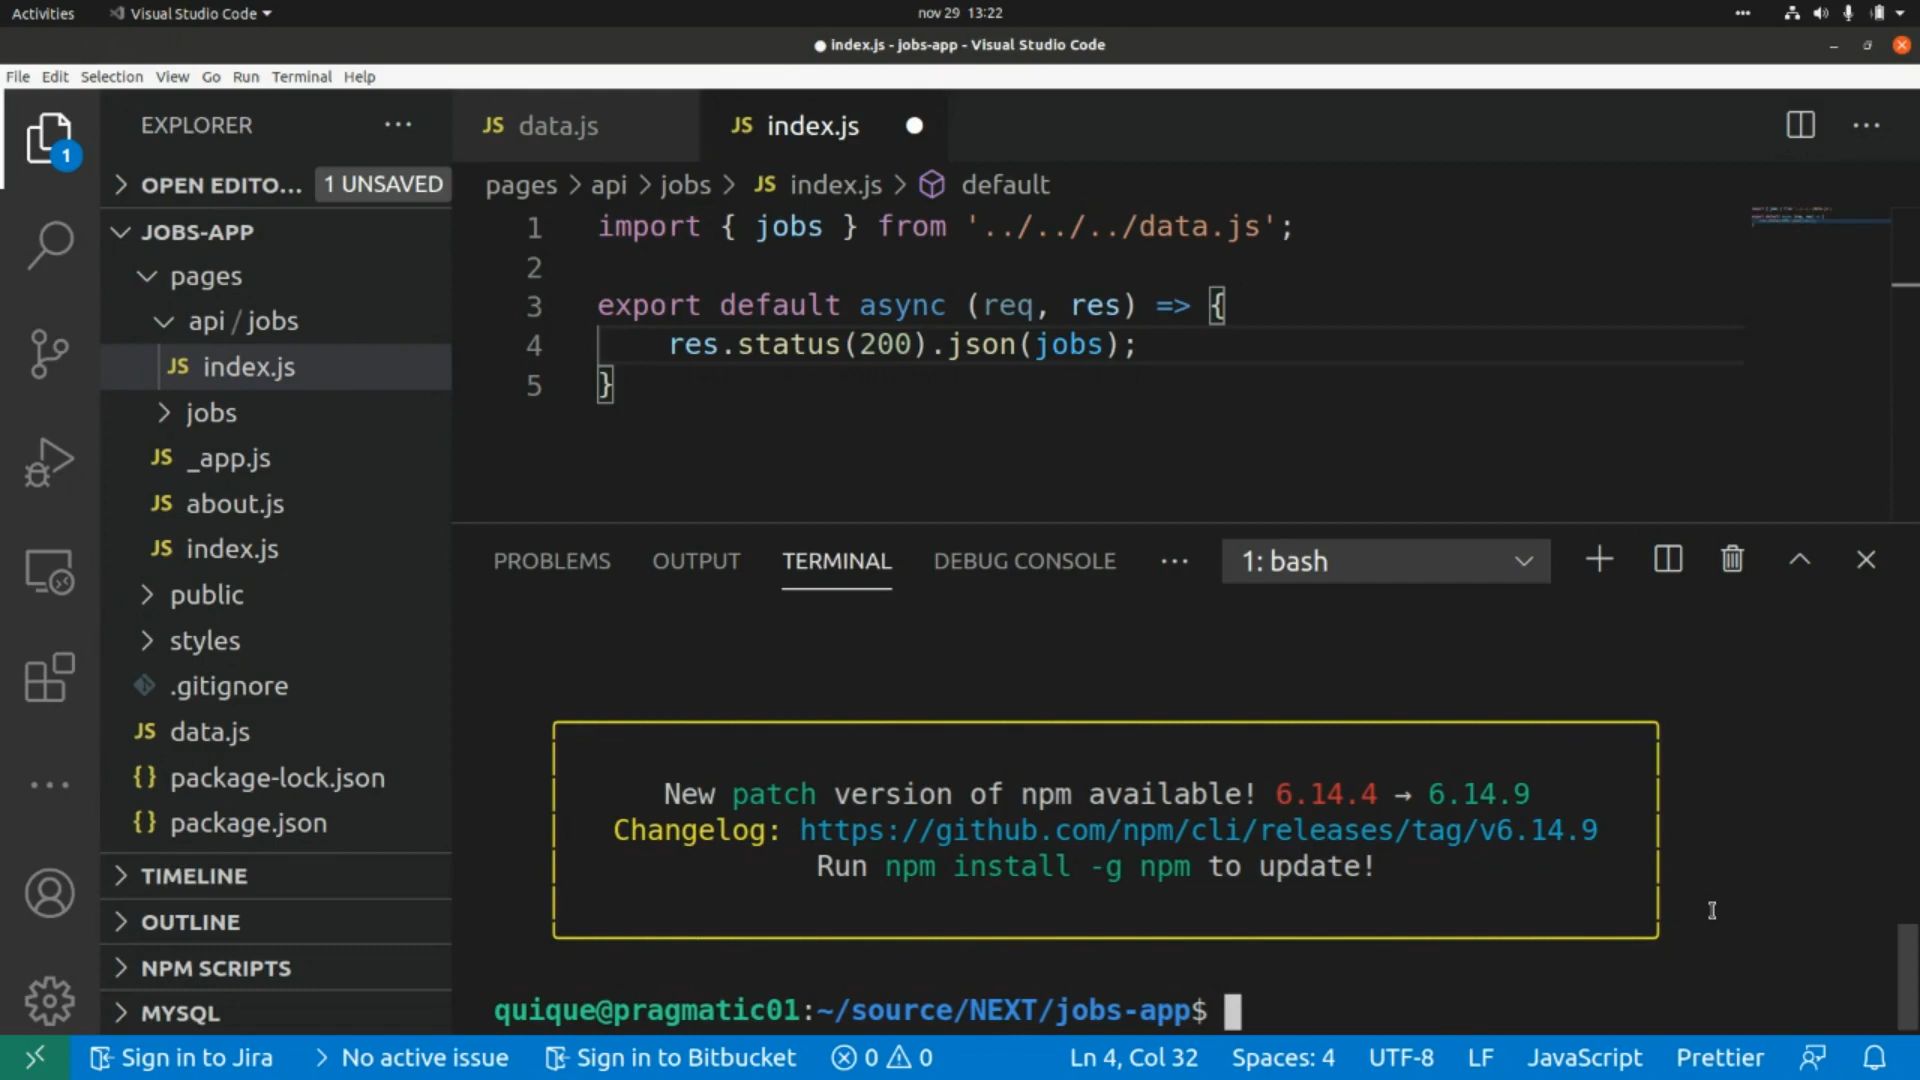 Activities
Visual Studio Code
nov 29 13:22
index.js - jobs-app - Visual Studio Code
File Edit Selection View Go Run Terminal Help
EXPLORER
1
OPEN EDITO...
1 UNSAVED
JOBS-APP
pages
api / jobs
JS index.js
jobs
JS _app.js
JS about.js
JS index.js
public
styles
.gitignore
JS data.js
{} package-lock.json
{} package.json
TIMELINE
OUTLINE
NPM SCRIPTS
MYSQL
JS data.js
JS index.js
pages > api > jobs > JS index.js > default
1 import { jobs } from '../../../data.js';
2
3 export default async (req, res) => {
4 res.status(200).json(jobs);
5 }
PROBLEMS OUTPUT TERMINAL DEBUG CONSOLE ... 1: bash
New patch version of npm available! 6.14.4 → 6.14.9
Changelog: https://github.com/npm/cli/releases/tag/v6.14.9
Run npm install -g npm to update!
quique@pragmatic01:~/source/NEXT/jobs-app$
Sign in to Jira
No active issue
Sign in to Bitbucket
0 0
Ln 4, Col 32
Spaces: 4
UTF-8
LF
JavaScript
Prettier